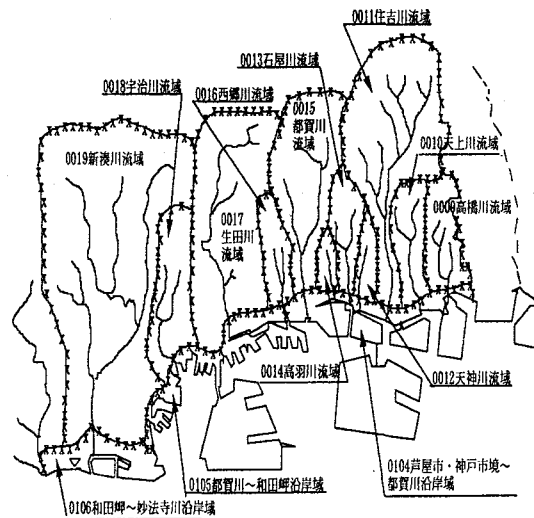 0011住吉川流域
0013石屋川流域
0016西郷川流域
0018宇治川流域
0015
都賀川
流域
0010天上川流域
0019新湊川流域
0017
生田川
流域
0009高橋川流域
0014高羽川流域
0012天神川流域
0104芦屋市・神戸市境~
都賀川沿岸域
0105都賀川~和田岬沿岸域
0106和田岬~妙法寺川沿岸域